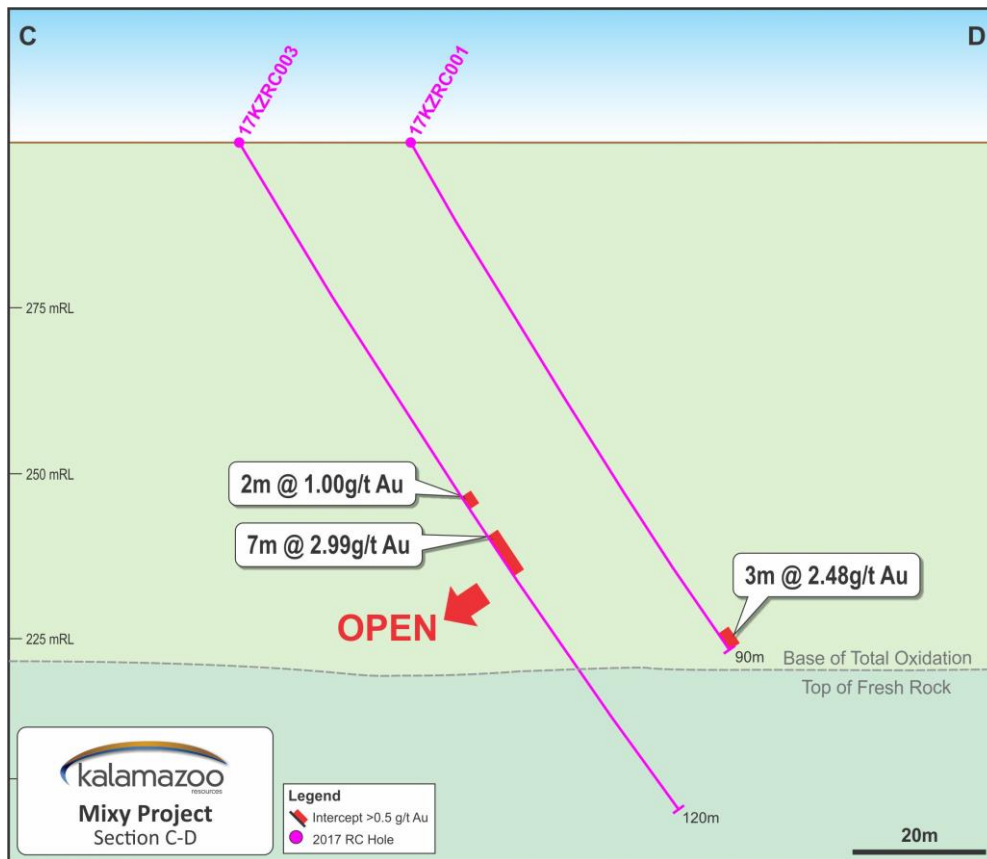 C
D
17KZRC003
17KZRC001
275 mRL
250 mRL
2m @ 1.00g/t Au
7m @ 2.99g/t Au
3m @ 2.48g/t Au
OPEN
225 mRL
90m
Base of Total Oxidation
Top of Fresh Rock
kalamazoo
resources
Mixy Project
Section C-D
Legend
Intercept >0.5 g/t Au
2017 RC Hole
120m
20m